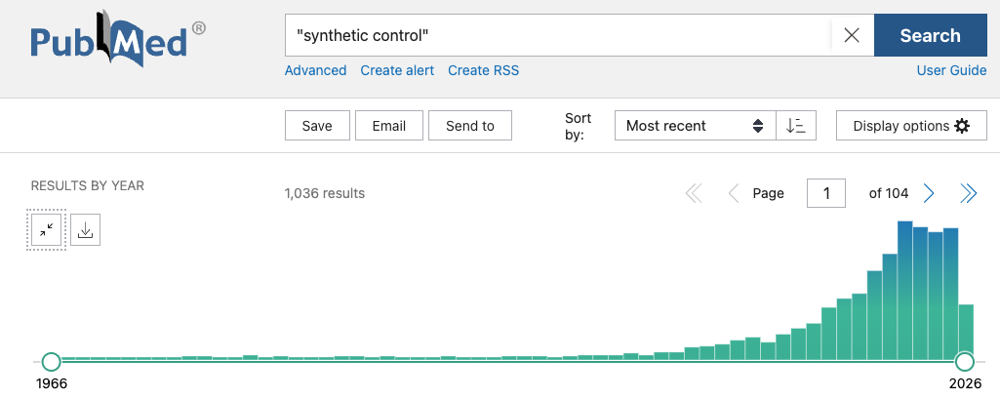 PubMed®
"synthetic control"
Search
Advanced Create alert Create RSS
User Guide
Save Email Send to
Sort by:
Most recent
Display options
RESULTS BY YEAR
1,036 results
Page 1 of 104
1966 2026